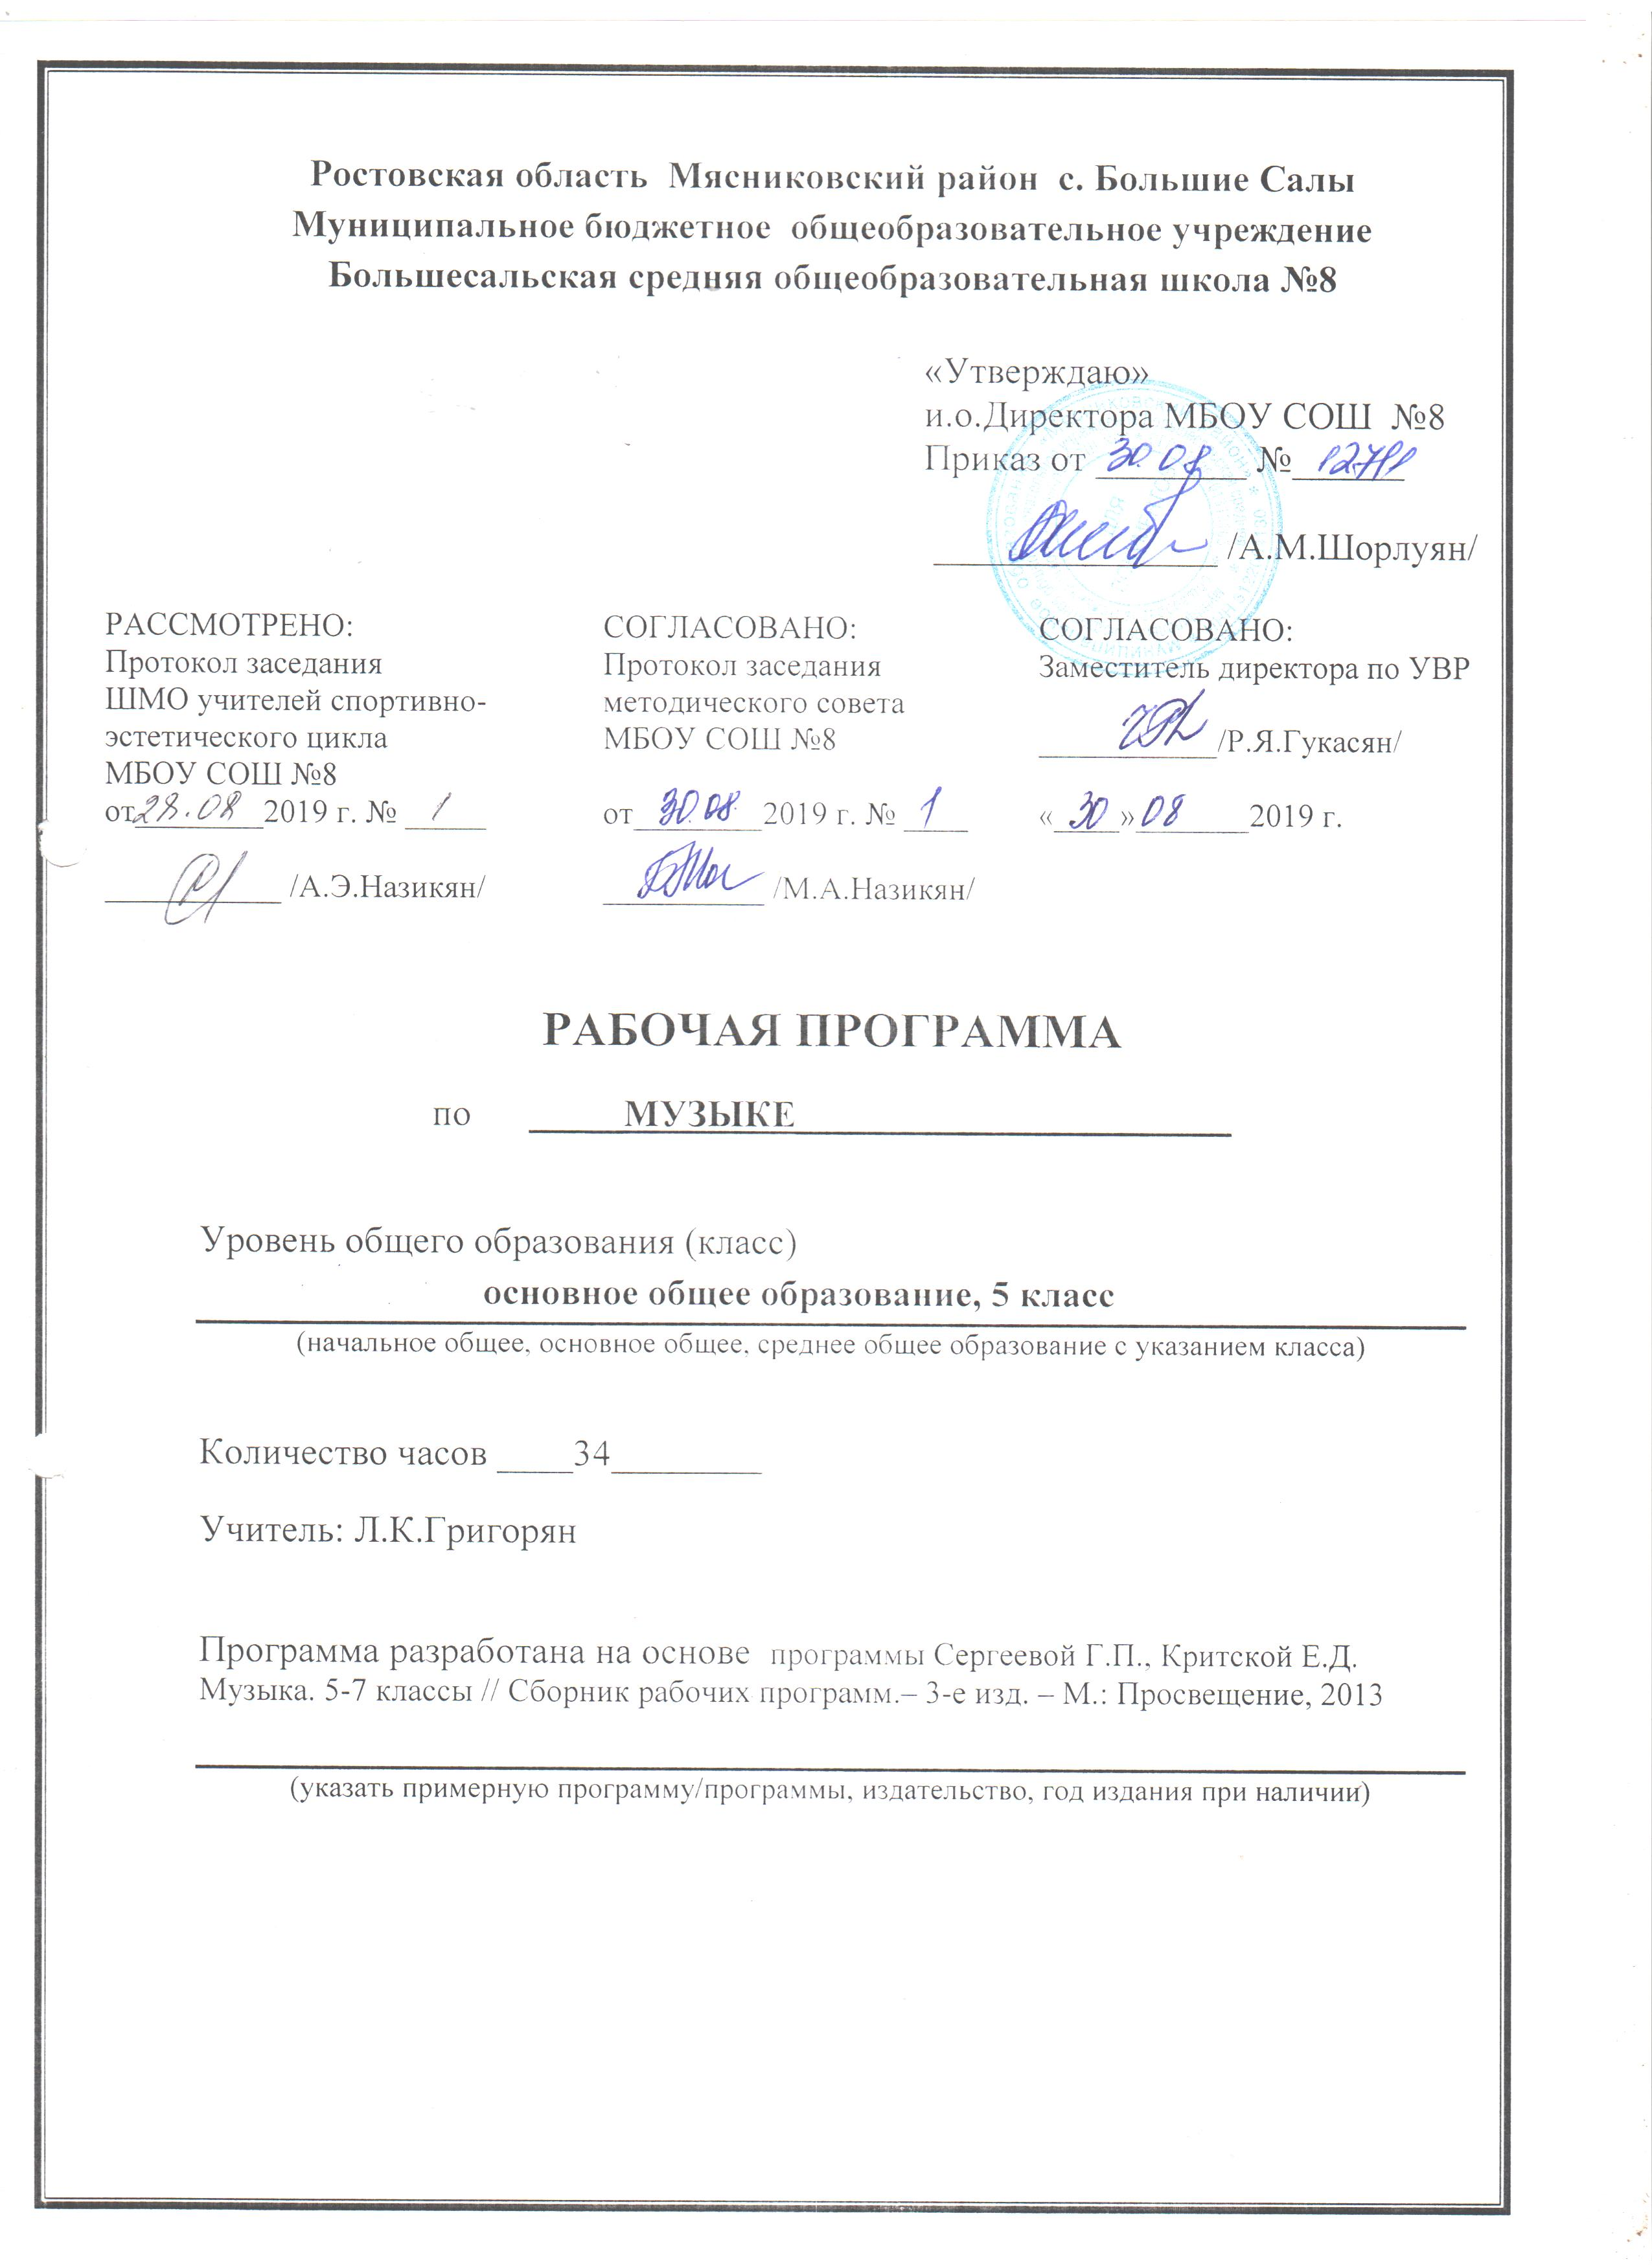 Ростовская область Мясниковский район с. Большие Салы
Муниципальное бюджетное общеобразовательное учреждение
Большесальская средняя общеобразовательная школа №8
«Утверждаю»
и.о.Директора МБОУ СОШ №8
Приказ от 30.08 №
/А.М.Шорлуян/
РАССМОТРЕНО:
Протокол заседания
ШМО учителей спортивно-
эстетического цикла
МБОУ СОШ №8
от 28.08 2019 г. № 1
/А.Э.Назикян/
СОГЛАСОВАНО:
Протокол заседания
методического совета
МБОУ СОШ №8
от 30.08 2019 г. № 1
/М.А.Назикян/
СОГЛАСОВАНО:
Заместитель директора по УВР
/Р.Я.Гукасян/
«30» 08 2019 г.
РАБОЧАЯ ПРОГРАММА
по МУЗЫКЕ
Уровень общего образования (класс)
основное общее образование, 5 класс
(начальное общее, основное общее, среднее общее образование с указанием класса)
Количество часов 34
Учитель: Л.К.Григорян
Программа разработана на основе программы Сергеевой Г.П., Критской Е.Д.
Музыка. 5-7 классы // Сборник рабочих программ.– 3-е изд. – М.: Просвещение, 2013
(указать примерную программу/программы, издательство, год издания при наличии)